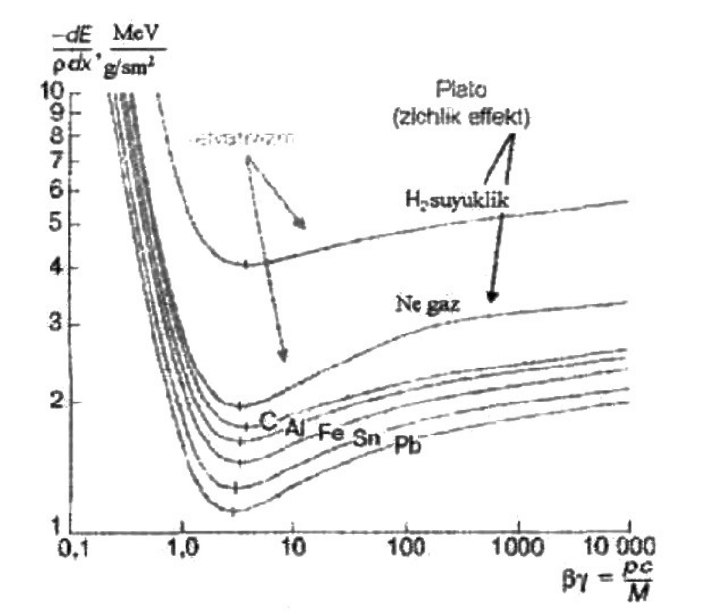 -dE/ρdx, MeV/g/sm²
Plato
(zichlik effekt)
H₂suyuklik
Ne gaz
C Al Fe Sn Pb
10
9
8
7
6
5
4
3
2
1
0,1 1,0 10 100 1000 10 000
βγ = pc/M